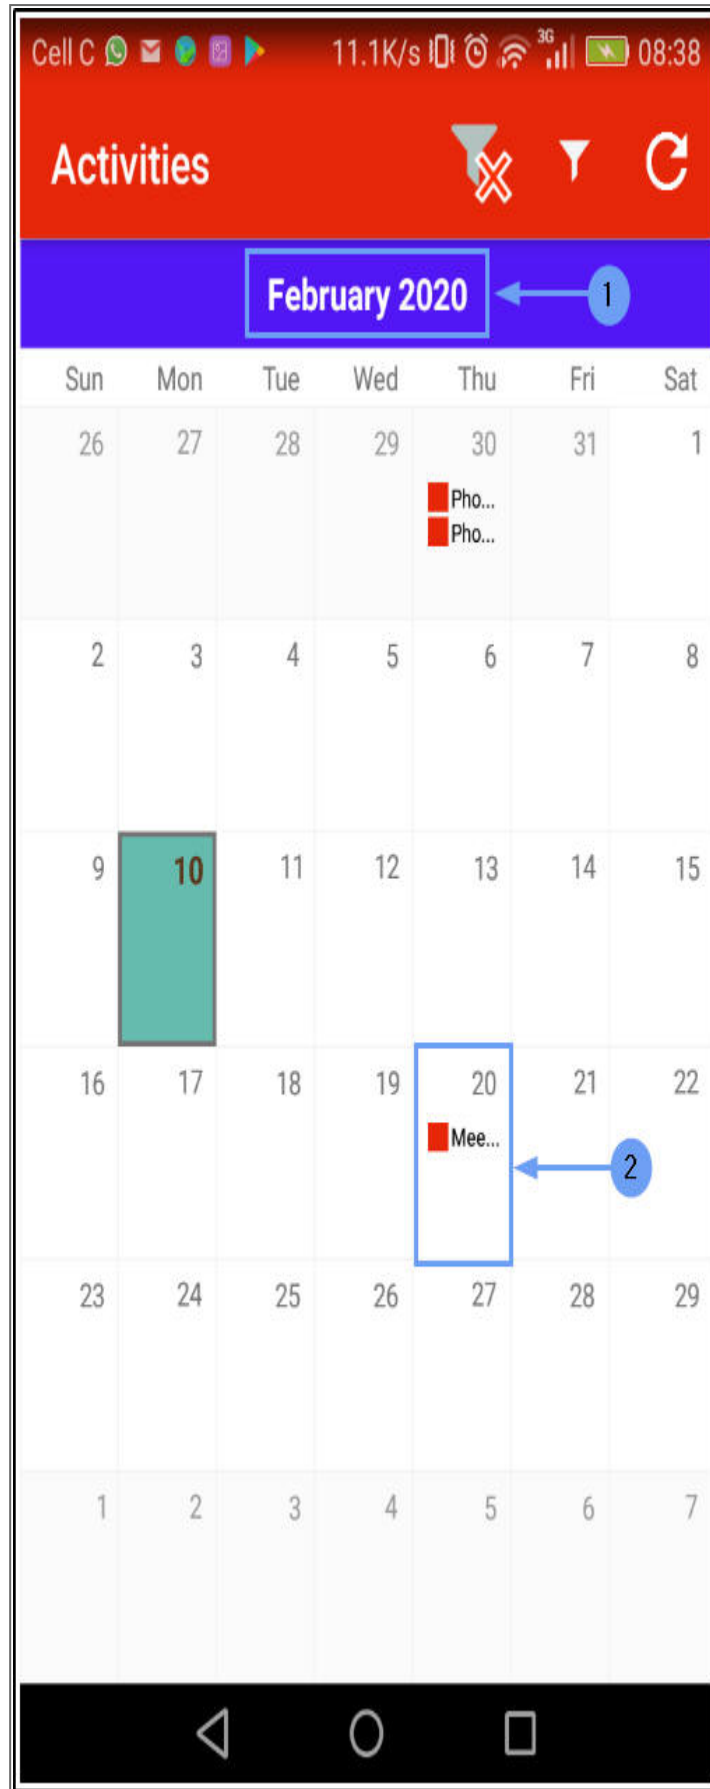 Cell C 11.1K/s 3G 08:38
Activities
February 2020 1
Sun Mon Tue Wed Thu Fri Sat
26 27 28 29 30 31 1
Pho...
Pho...
2 3 4 5 6 7 8
9 10 11 12 13 14 15
16 17 18 19 20 21 22
Mee... 2
23 24 25 26 27 28 29
1 2 3 4 5 6 7